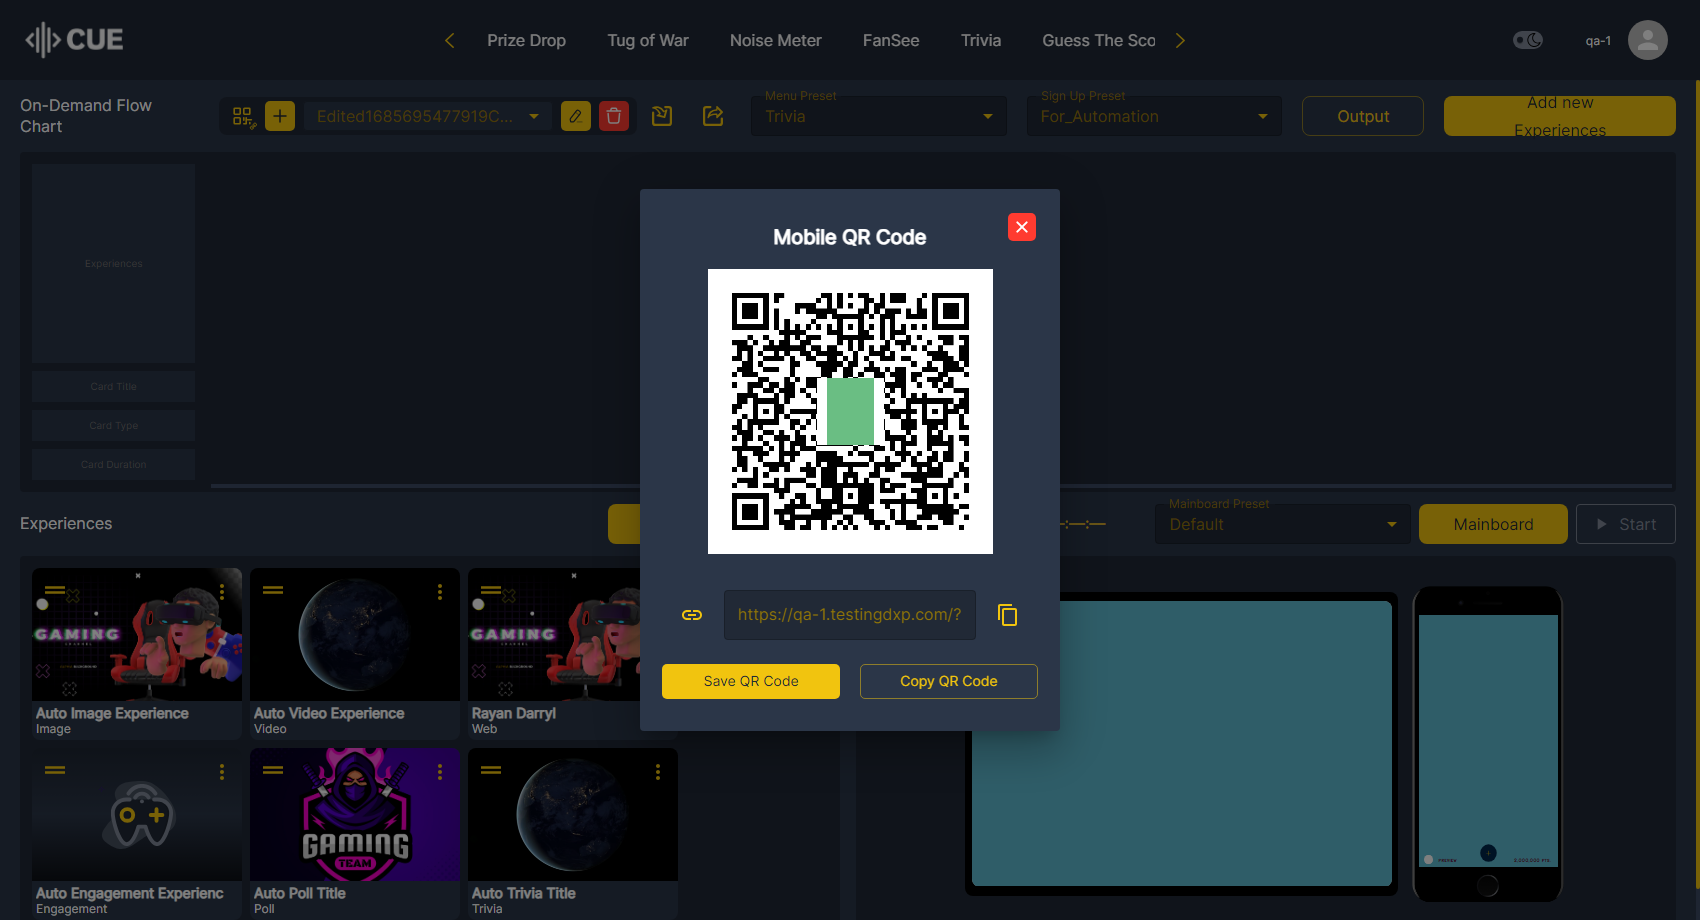 CUE
Prize Drop
Tug of War
Noise Meter
FanSee
Trivia
Guess The Sco
qa-1
On-Demand Flow
Chart
Edited1685695477919C...
Menu Preset
Trivia
Sign Up Preset
For_Automation
Output
Add new
Experiences
Experiences
Card Title
Card Type
Card Duration
Mobile QR Code
https://qa-1.testingdxp.com/?
Save QR Code
Copy QR Code
Experiences
--:--:--
Mainboard Preset
Default
Mainboard
Start
GAMING
Auto Image Experience
Image
Auto Video Experience
Video
GAMING
Rayan Darryl
Web
Auto Engagement Experienc
Engagement
GAMING
TEAM
Auto Poll Title
Poll
Auto Trivia Title
Trivia
PREVIEW